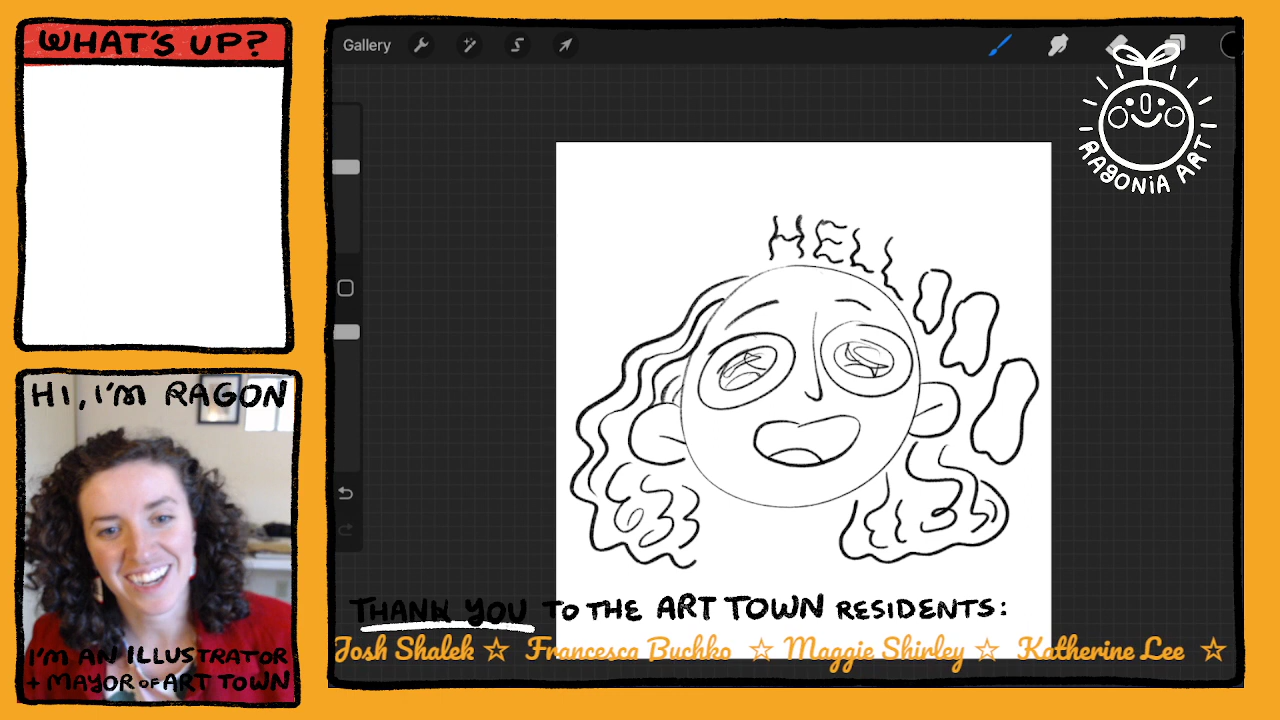 WHAT'S UP?
Gallery
RAGONIA ART
HELL
HI, I'M RAGON
I'M AN ILLUSTRATOR
+ MAYOR OF ART TOWN
THANK YOU TO THE ART TOWN RESIDENTS:
Josh Shalek ☆ Francesca Buchko ☆ Maggie Shirley ☆ Katherine Lee ☆